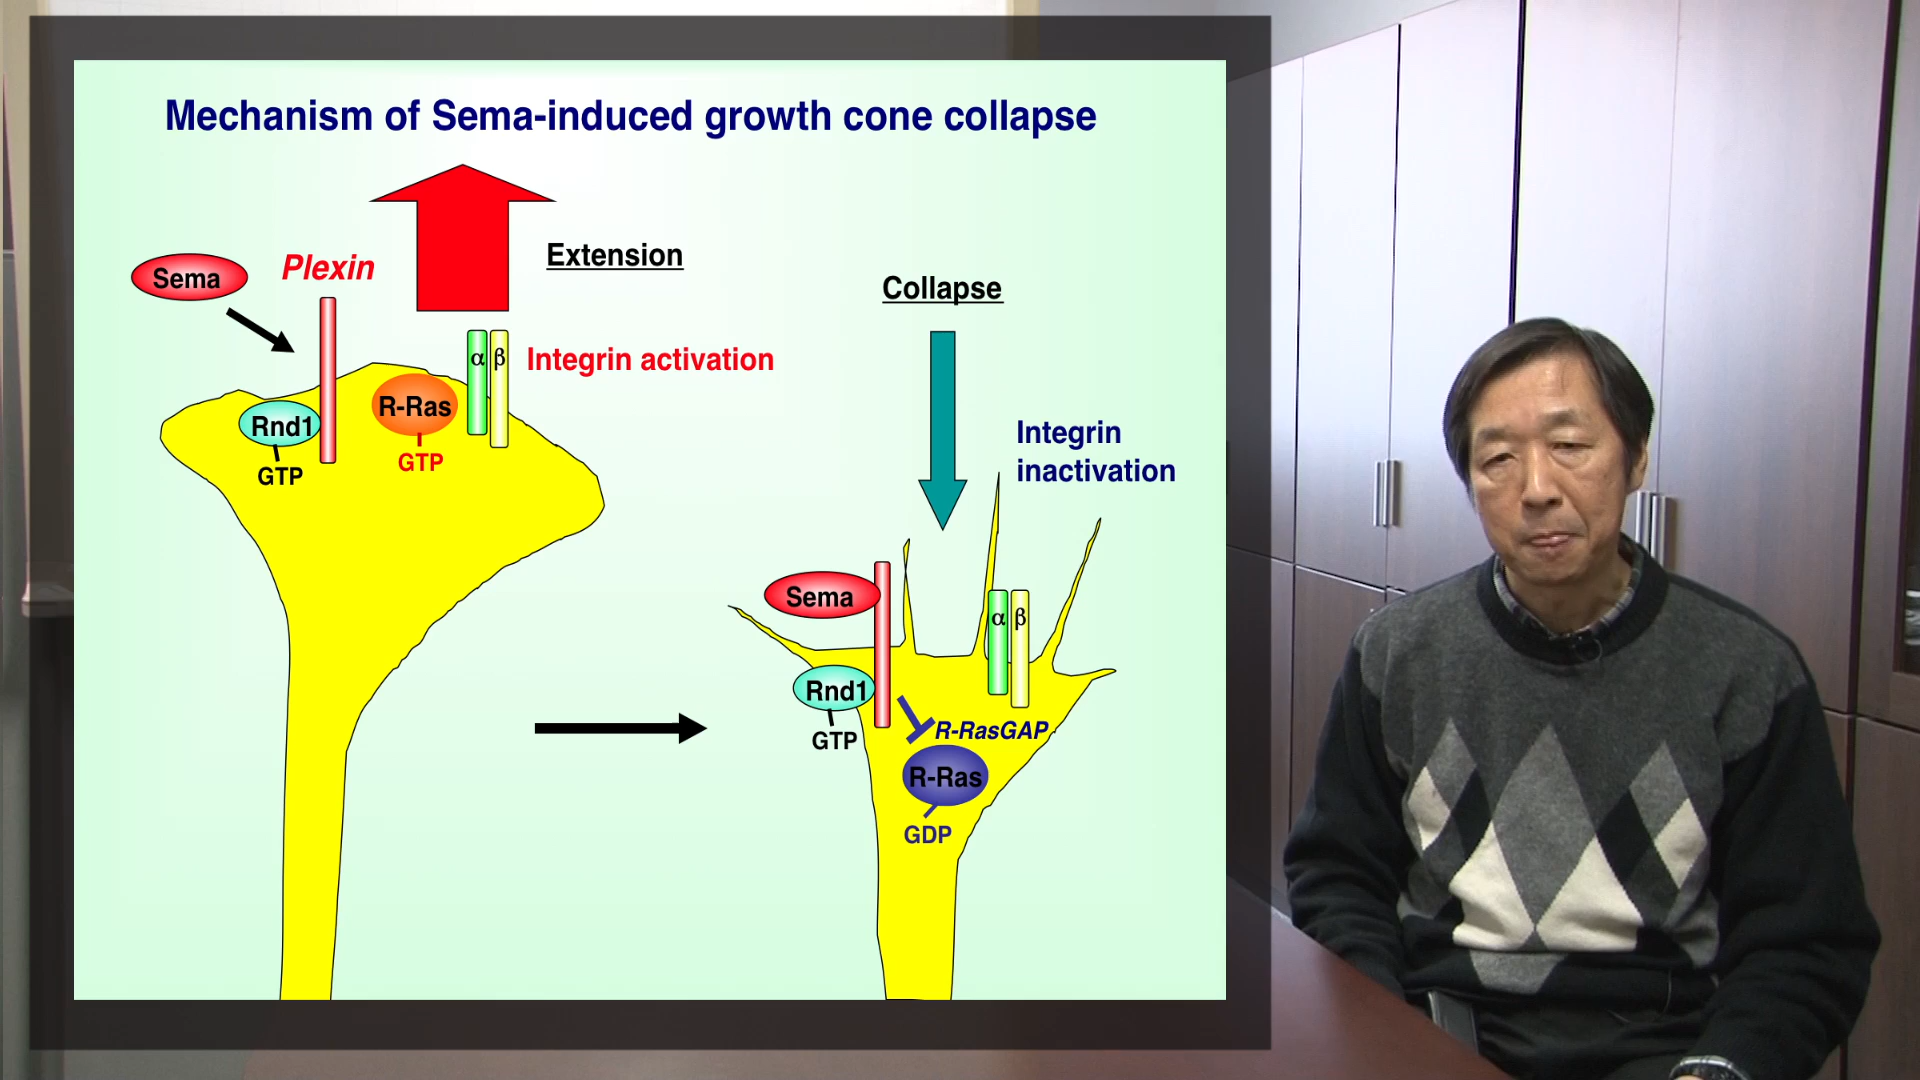 Mechanism of Sema-induced growth cone collapse
Extension
Sema
Plexin
Collapse
α
β
Integrin activation
Rnd1
R-Ras
GTP
GTP
Integrin
inactivation
Sema
α
β
Rnd1
GTP
R-RasGAP
R-Ras
GDP